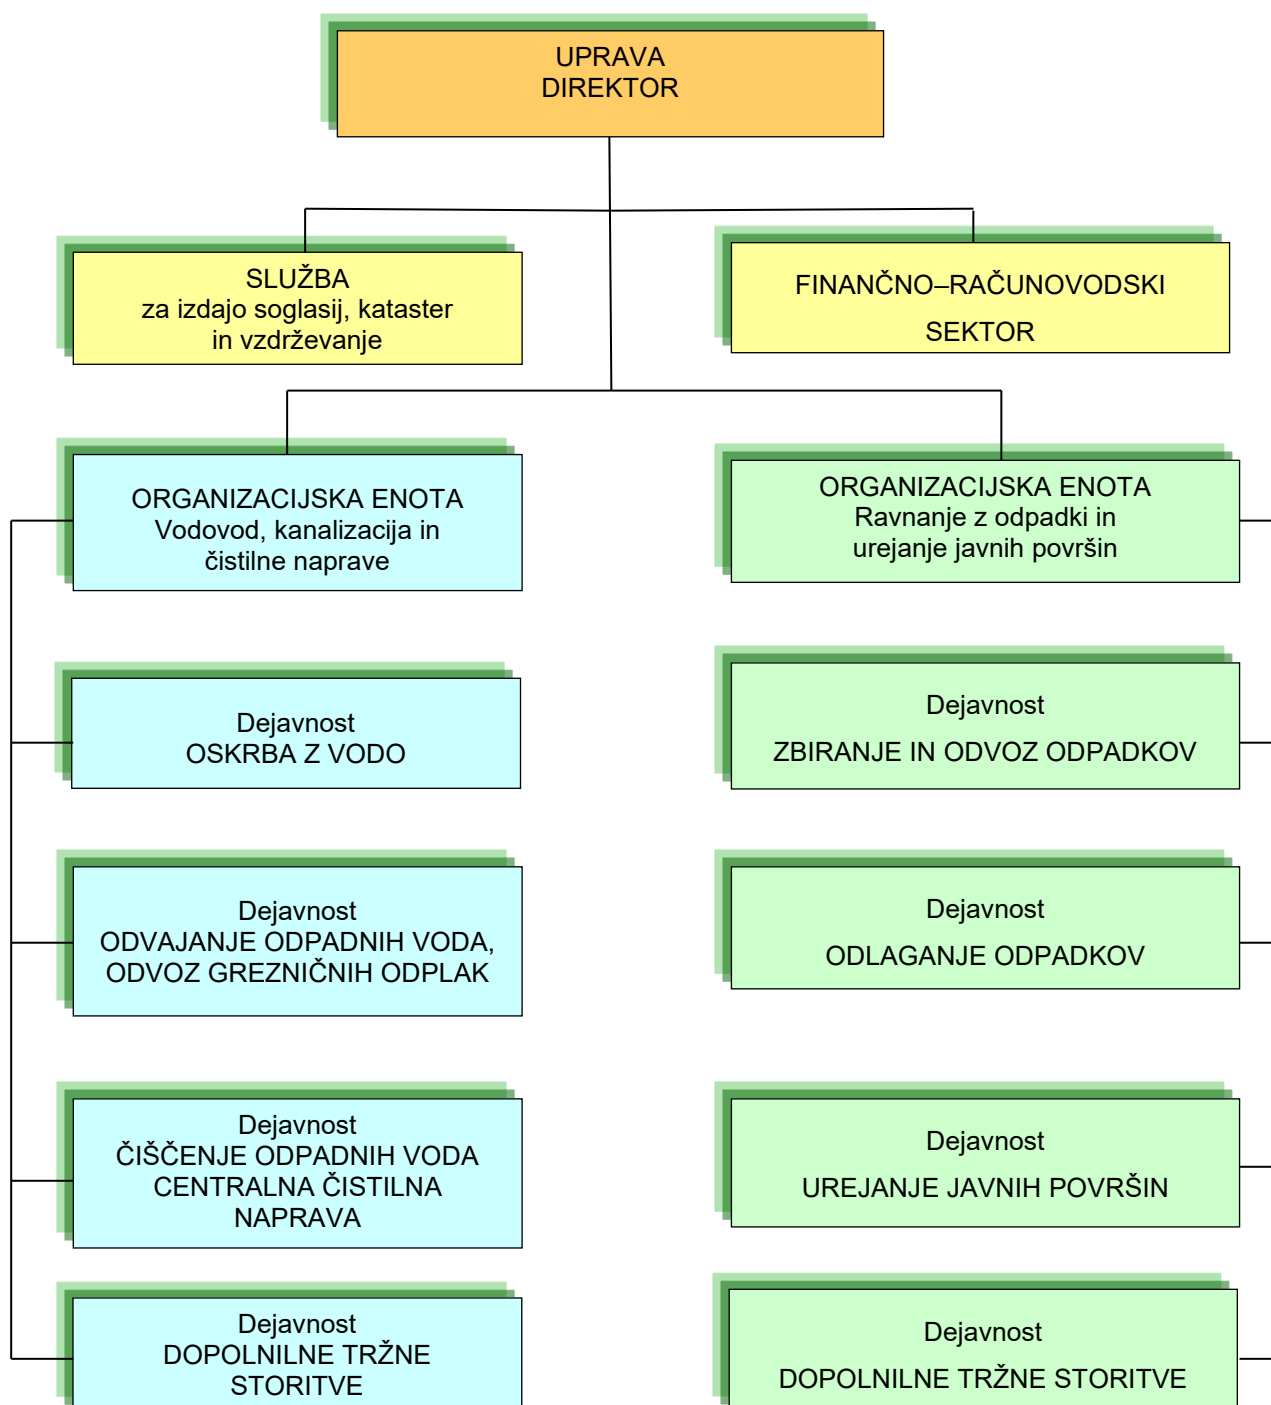 UPRAVA
DIREKTOR
SLUŽBA
za izdajo soglasij, kataster
in vzdrževanje
FINANČNO–RAČUNOVODSKI
SEKTOR
ORGANIZACIJSKA ENOTA
Vodovod, kanalizacija in
čistilne naprave
ORGANIZACIJSKA ENOTA
Ravnanje z odpadki in
urejanje javnih površin
Dejavnost
OSKRBA Z VODO
Dejavnost
ZBIRANJE IN ODVOZ ODPADKOV
Dejavnost
ODVAJANJE ODPADNIH VODA,
ODVOZ GREZNIČNIH ODPLAK
Dejavnost
ODLAGANJE ODPADKOV
Dejavnost
ČIŠČENJE ODPADNIH VODA
CENTRALNA ČISTILNA
NAPRAVA
Dejavnost
UREJANJE JAVNIH POVRŠIN
Dejavnost
DOPOLNILNE TRŽNE
STORITVE
Dejavnost
DOPOLNILNE TRŽNE STORITVE